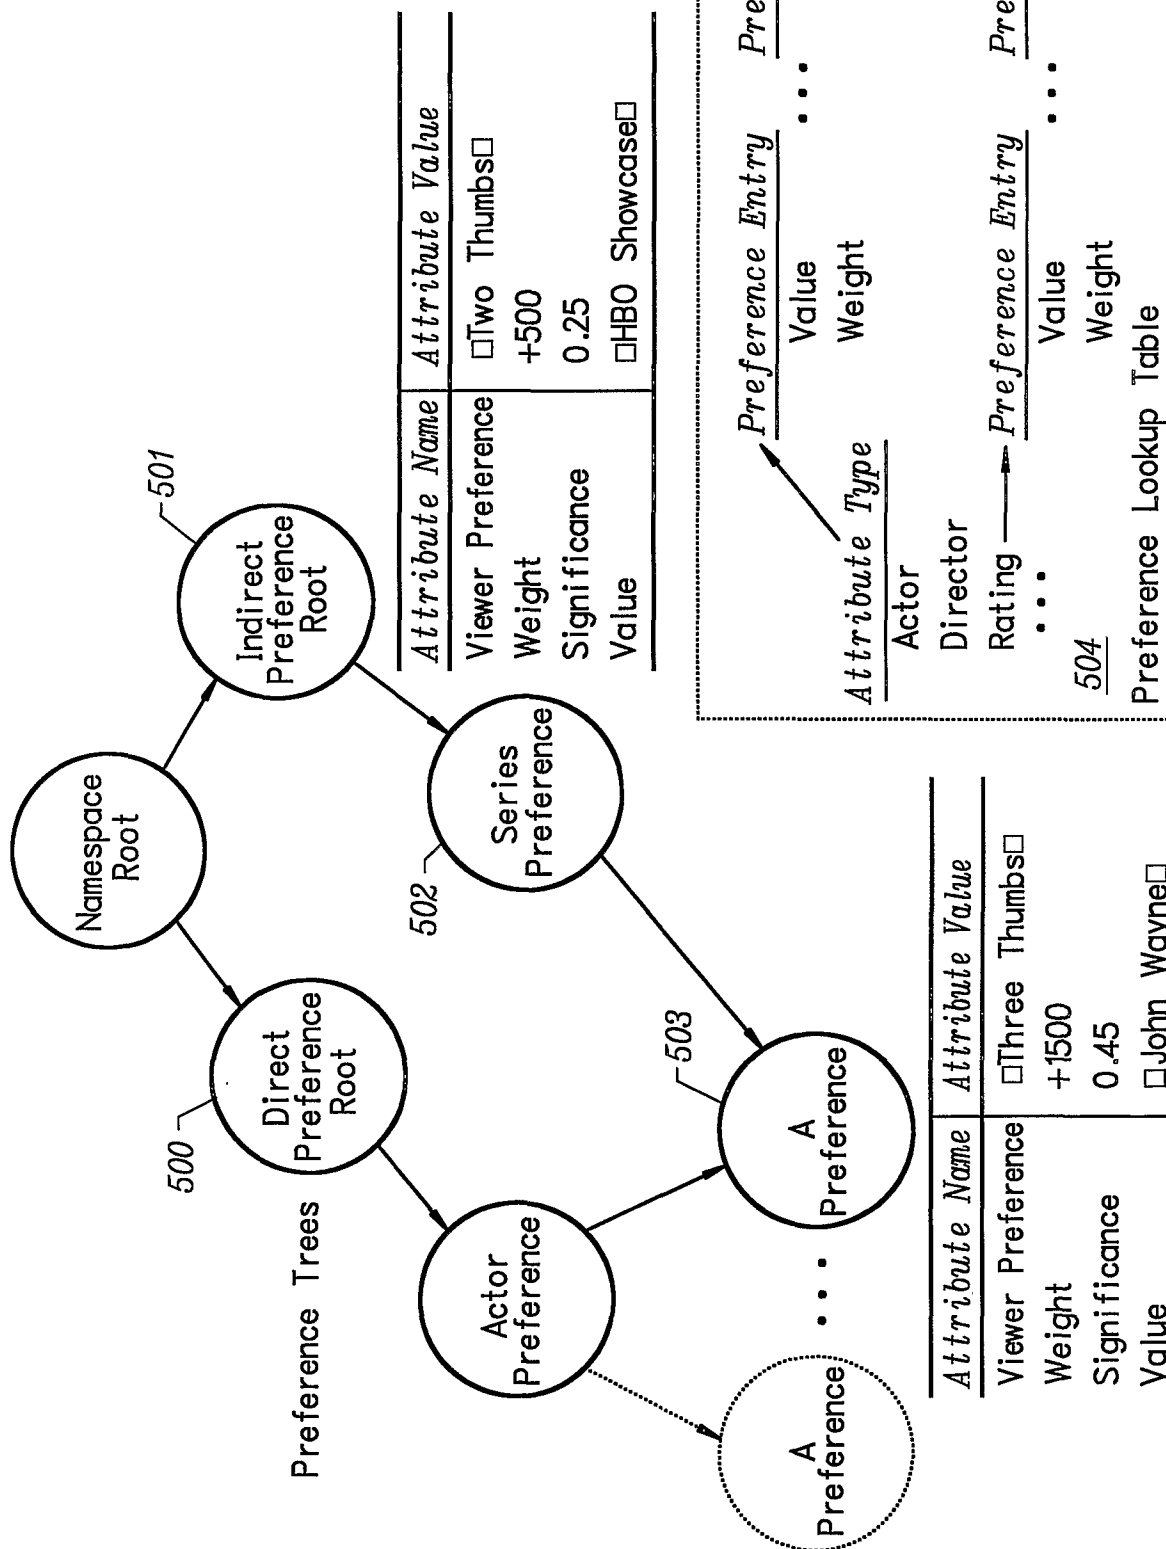 Preference Trees
Namespace
Root
500
Direct
Preference
Root
501
Indirect
Preference
Root
Actor
Preference
502
Series
Preference
A
Preference
503
A
Preference
Attribute Name Attribute Value
Viewer Preference □Two Thumbs□
Weight +500
Significance 0.25
Value □HBO Showcase□
Attribute Name Attribute Value
Viewer Preference □Three Thumbs□
Weight +1500
Significance 0.45
Value □John Wayne□
Attribute Type
Actor
Director
Rating
Preference Entry
Value
Weight
Preference Entry
Value
Weight
504
Preference Lookup Table